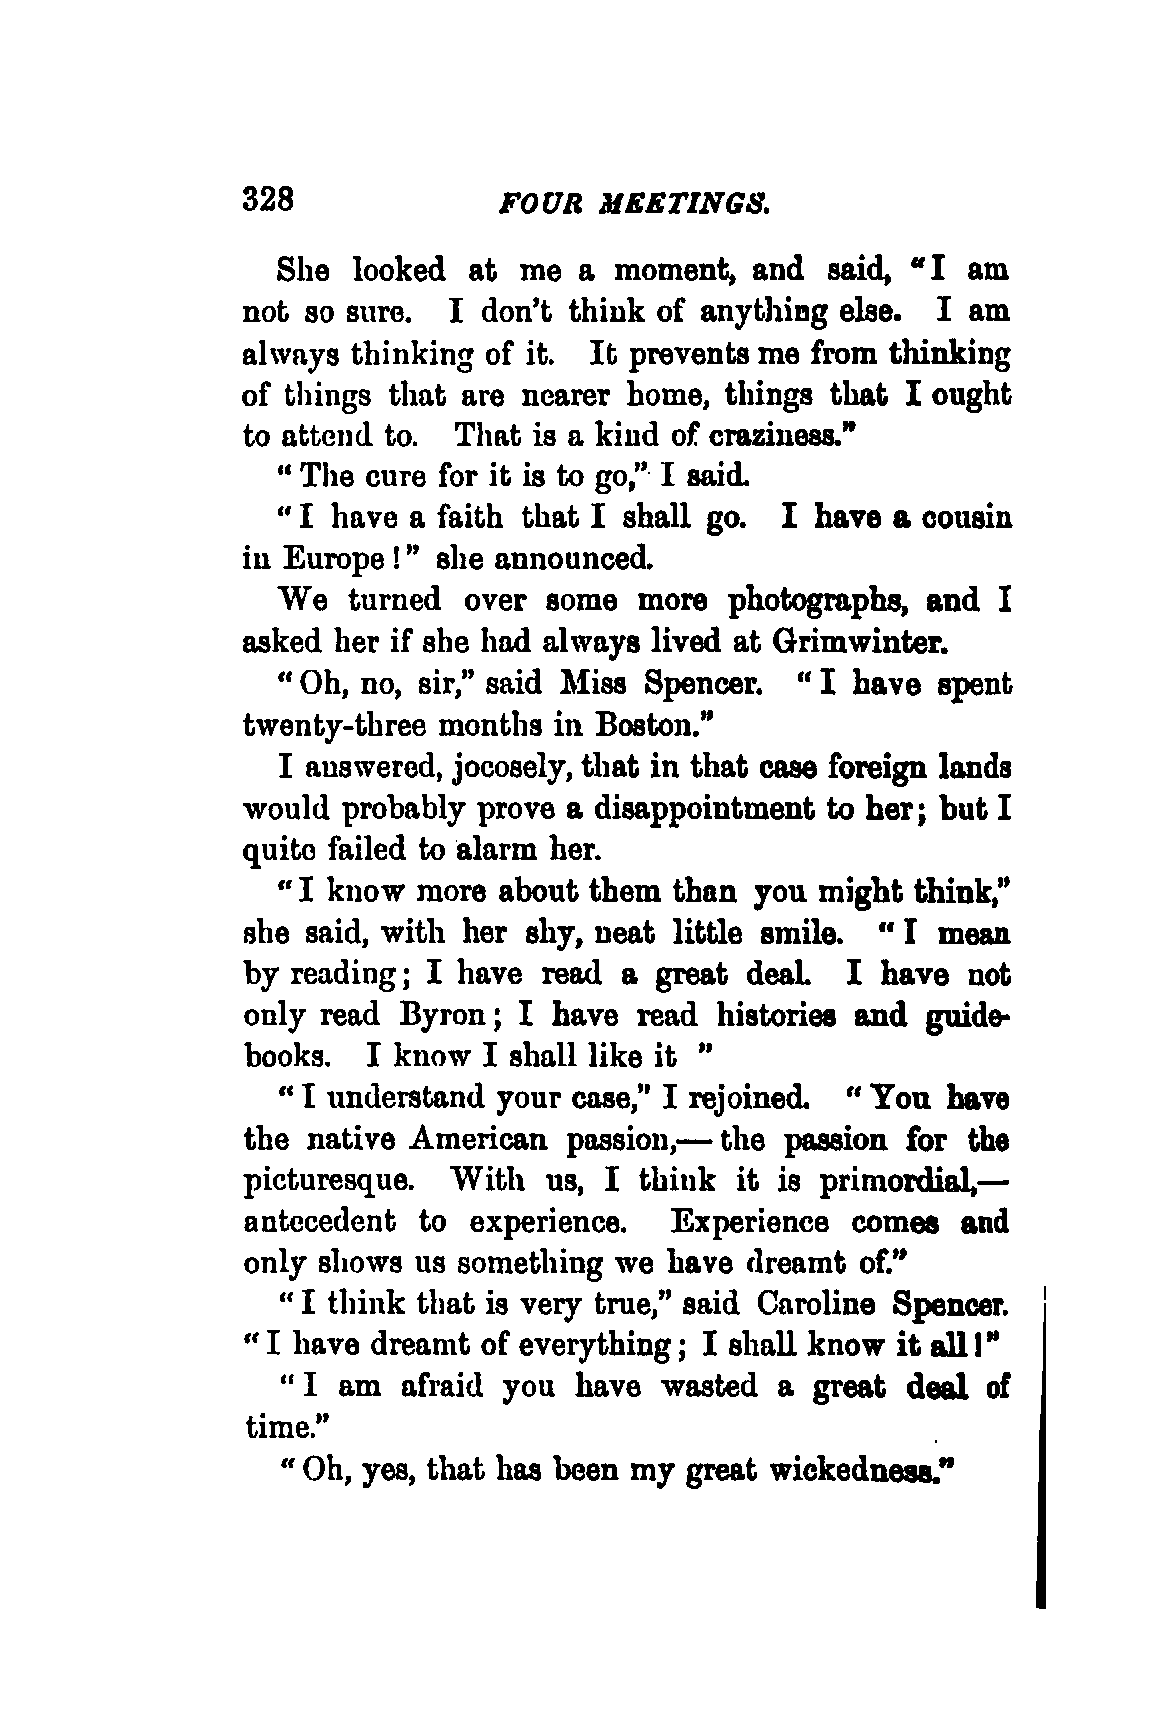 328 FOUR MEETINGS.
She looked at me a moment, and said, "I am
not so sure. I don't think of anything else. I am
always thinking of it. It prevents me from thinking
of things that are nearer home, things that I ought
to attend to. That is a kind of craziness."
"The cure for it is to go," I said.
"I have a faith that I shall go. I have a cousin
in Europe!" she announced.
We turned over some more photographs, and I
asked her if she had always lived at Grimwinter.
"Oh, no, sir," said Miss Spencer. "I have spent
twenty-three months in Boston."
I answered, jocosely, that in that case foreign lands
would probably prove a disappointment to her; but I
quite failed to alarm her.
"I know more about them than you might think,"
she said, with her shy, neat little smile. "I mean
by reading; I have read a great deal. I have not
only read Byron; I have read histories and guide-
books. I know I shall like it "
"I understand your case," I rejoined. "You have
the native American passion,—the passion for the
picturesque. With us, I think it is primordial,—
antecedent to experience. Experience comes and
only shows us something we have dreamt of."
"I think that is very true," said Caroline Spencer.
"I have dreamt of everything; I shall know it all!"
"I am afraid you have wasted a great deal of
time."
"Oh, yes, that has been my great wickedness."